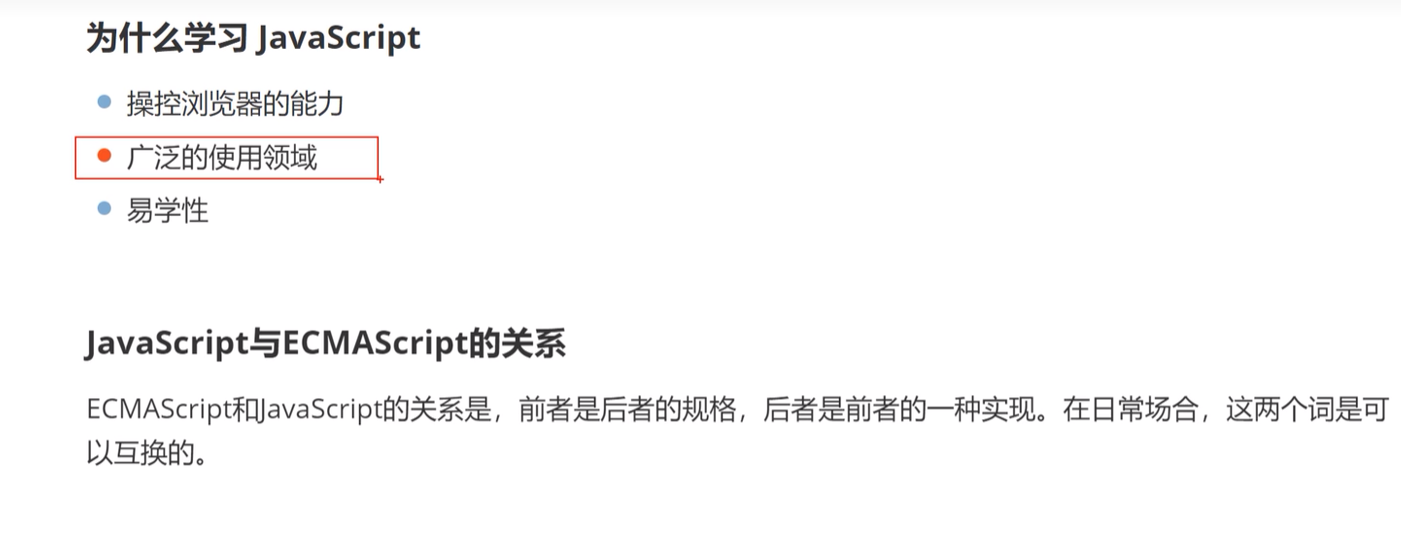 为什么学习 JavaScript
操控浏览器的能力
广泛的使用领域
易学性
JavaScript与ECMAScript的关系
ECMAScript和JavaScript的关系是，前者是后者的规格，后者是前者的一种实现。在日常场合，这两个词是可
以互换的。